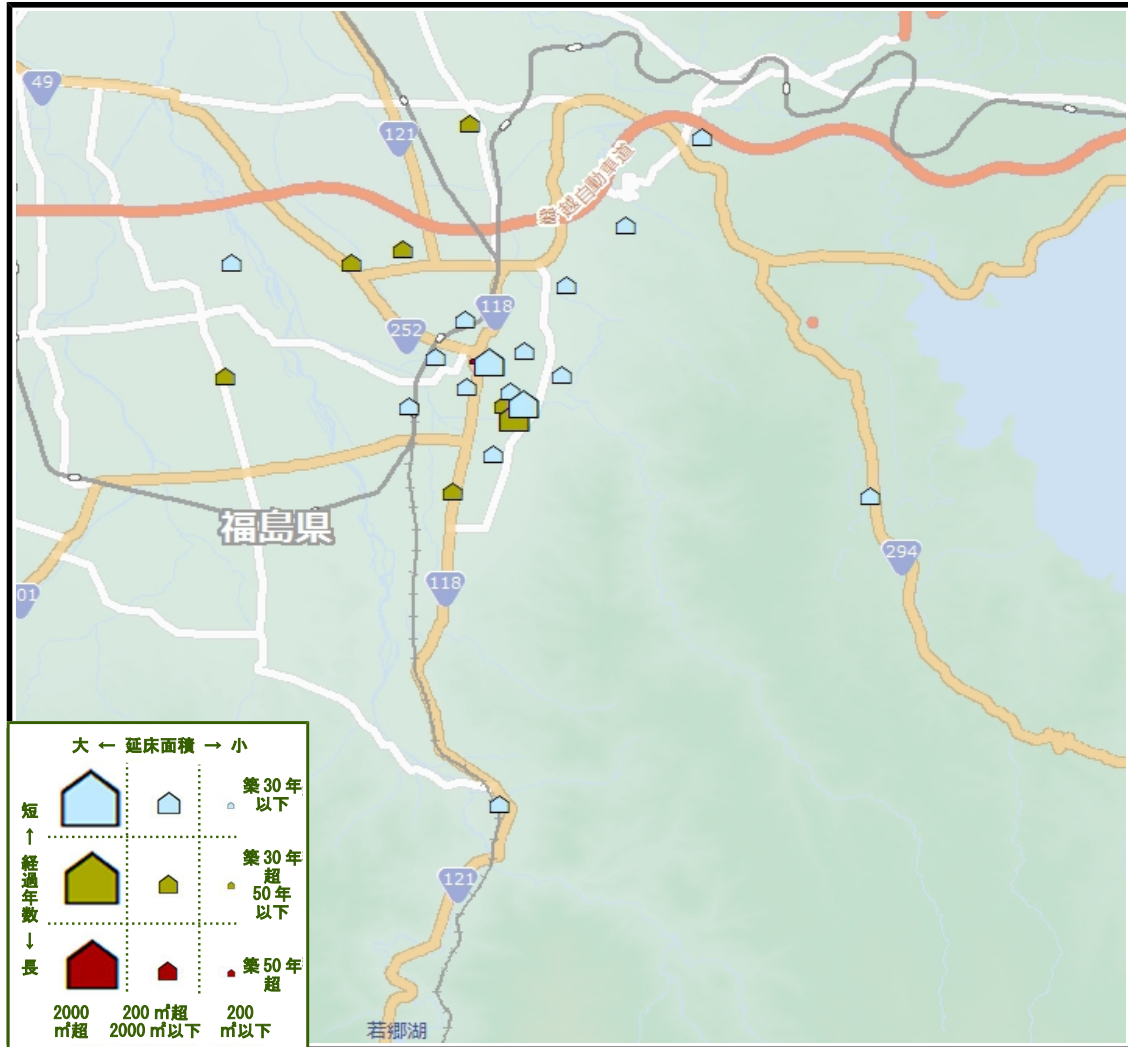 49
121
磐越自動車道
118
252
福島県
294
01
118
121
若郷湖
大 ← 延床面積 → 小
短 ↑ 経過年数 ↓ 長
築30年
以下
築30年
超
50年
以下
築50年
超
2000
㎡超
200㎡超
2000㎡以下
200
㎡以下